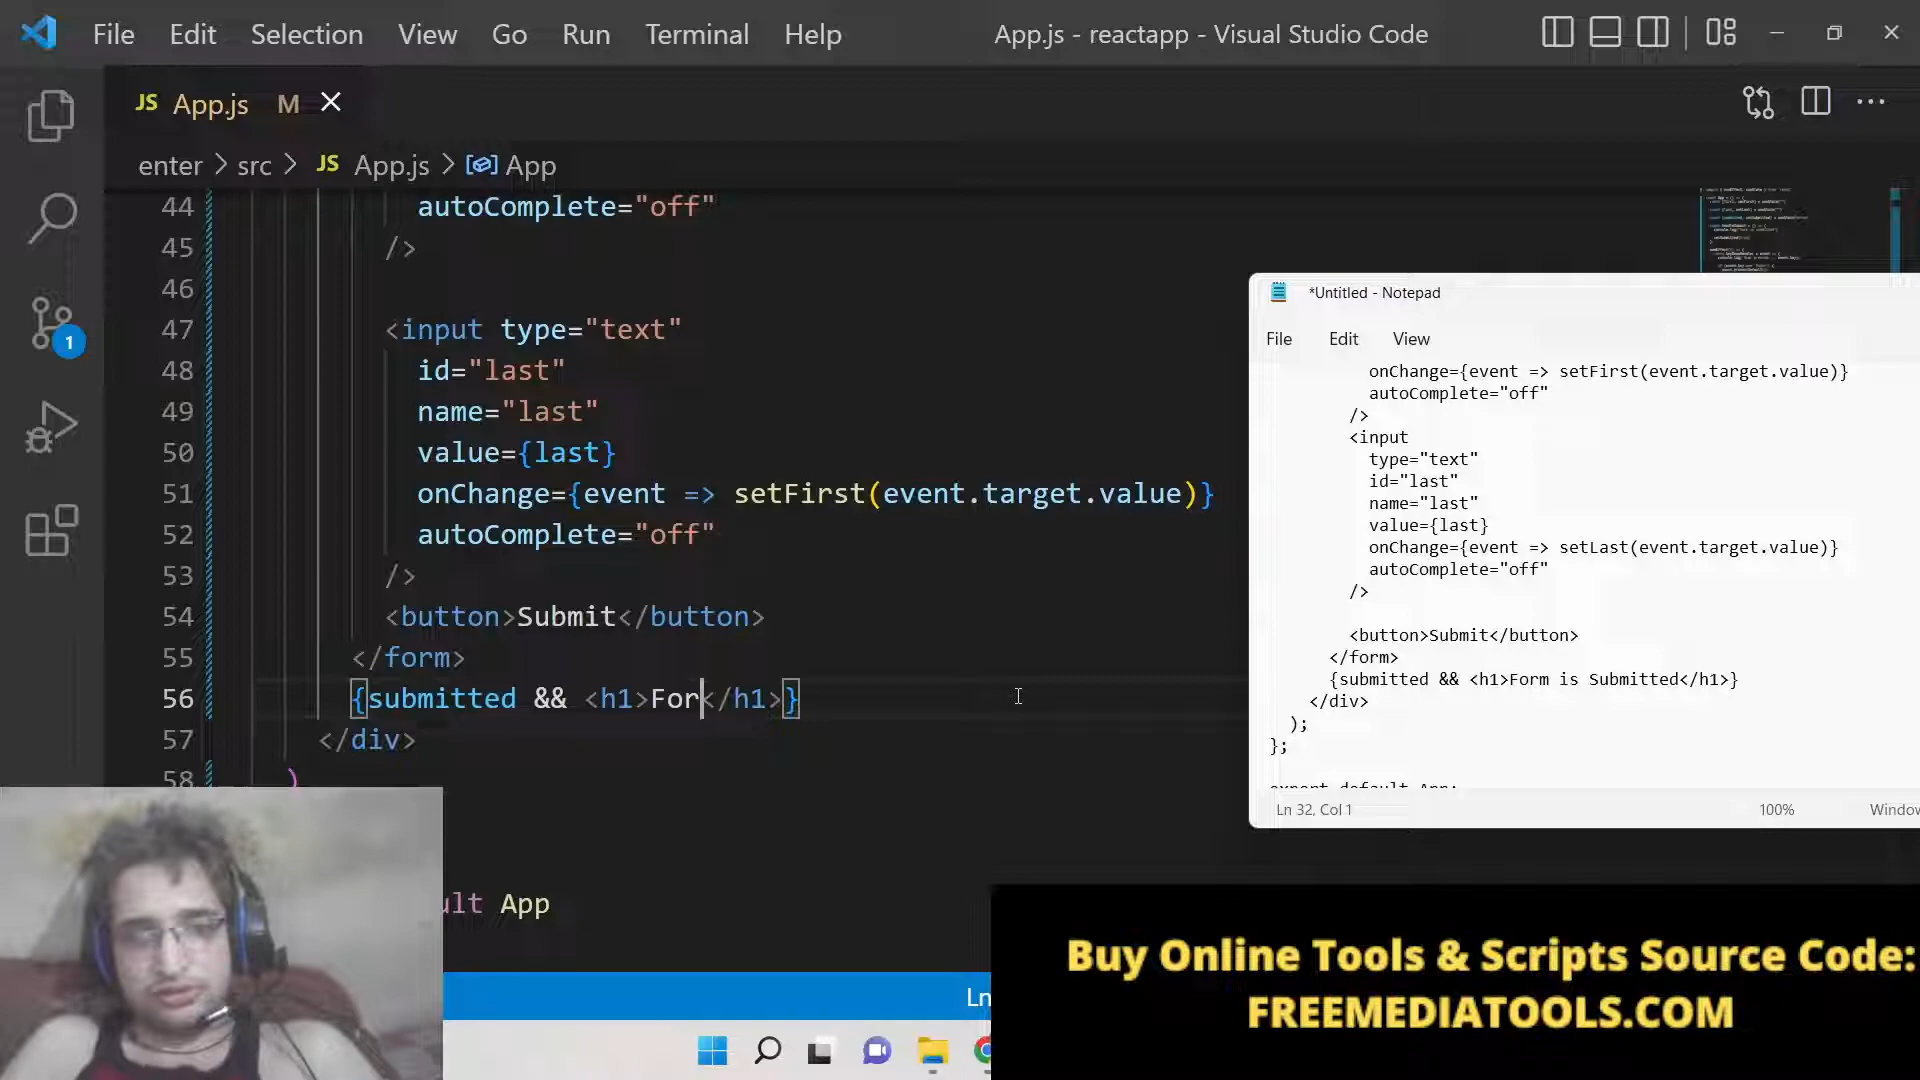 File Edit Selection View Go Run Terminal Help
App.js - reactapp - Visual Studio Code
JS App.js M
enter > src > JS App.js > App
44 autoComplete="off"
45 />
46
47 <input type="text"
48 id="last"
49 name="last"
50 value={last}
51 onChange={event => setFirst(event.target.value)}
52 autoComplete="off"
53 />
54 <button>Submit</button>
55 </form>
56 {submitted && <h1>For</h1>}
57 </div>
58 )
ult App
1
*Untitled - Notepad
File Edit View
onChange={event => setFirst(event.target.value)}
autoComplete="off"
/>
<input
type="text"
id="last"
name="last"
value={last}
onChange={event => setLast(event.target.value)}
autoComplete="off"
/>
<button>Submit</button>
</form>
{submitted && <h1>Form is Submitted</h1>}
</div>
);
};
export default App;
Ln 32, Col 1
100%
Window
Ln
Buy Online Tools & Scripts Source Code:
FREEMEDIATOOLS.COM